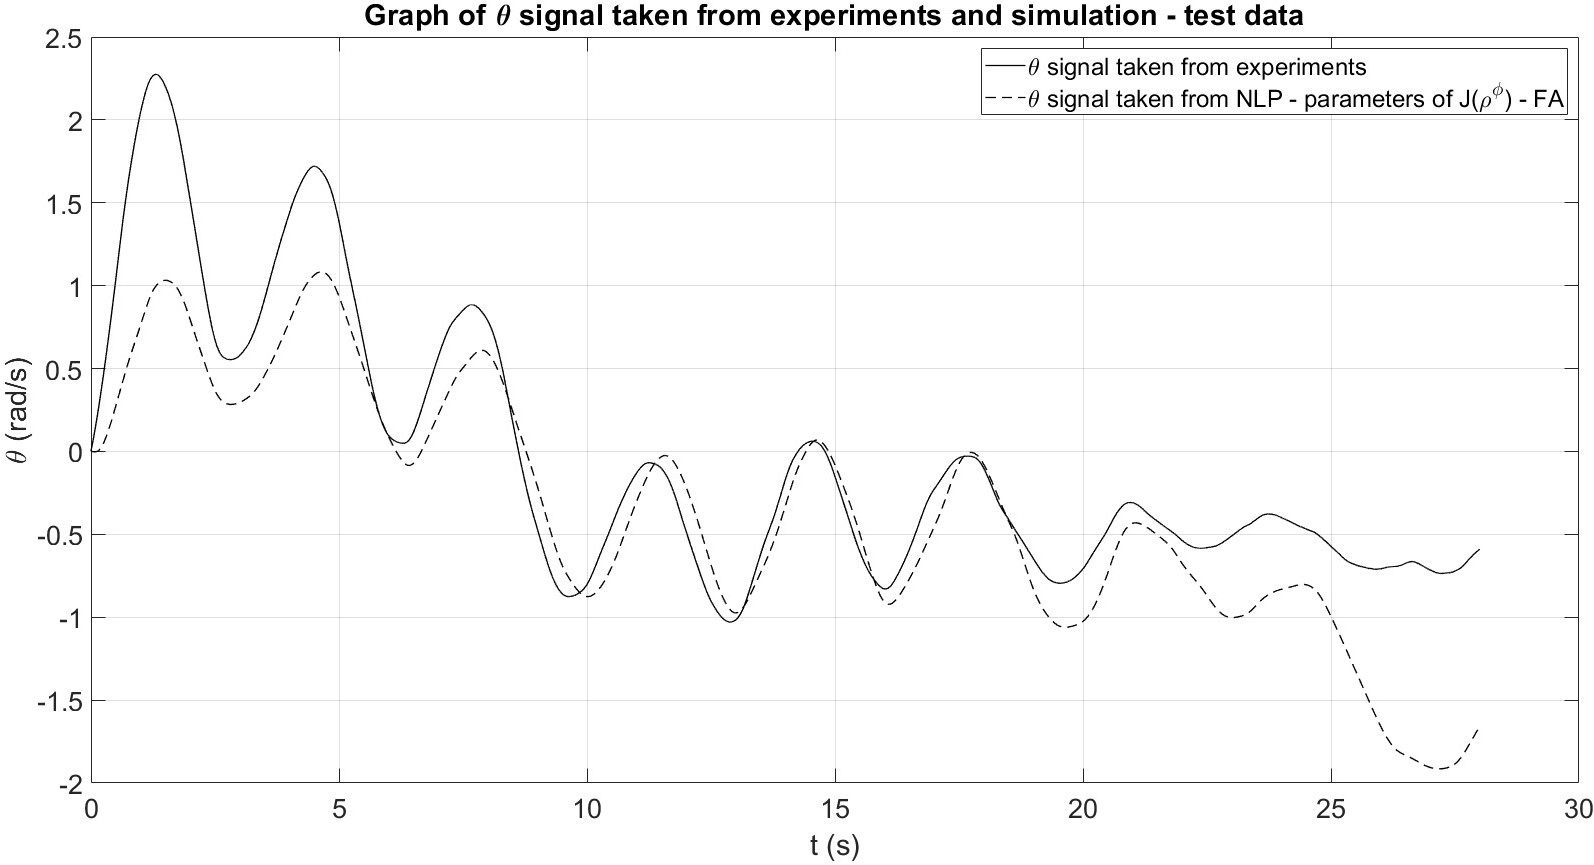 Graph of θ signal taken from experiments and simulation - test data
θ signal taken from experiments
θ signal taken from NLP - parameters of J(ρ^ϕ) - FA
2.5
2
1.5
1
0.5
0
-0.5
-1
-1.5
-2
θ (rad/s)
0 5 10 15 20 25 30
t (s)